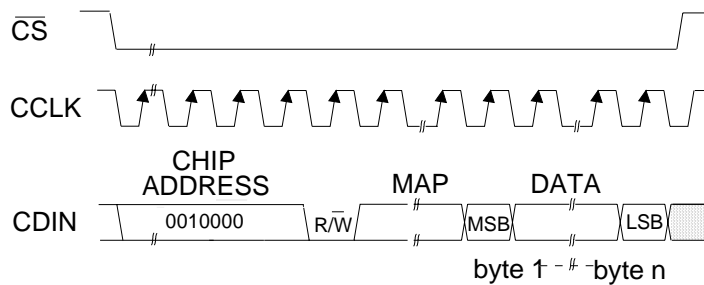 CS
CCLK
CHIP
ADDRESS
MAP
DATA
CDIN
0010000
R/W
MSB
LSB
byte 1
byte n